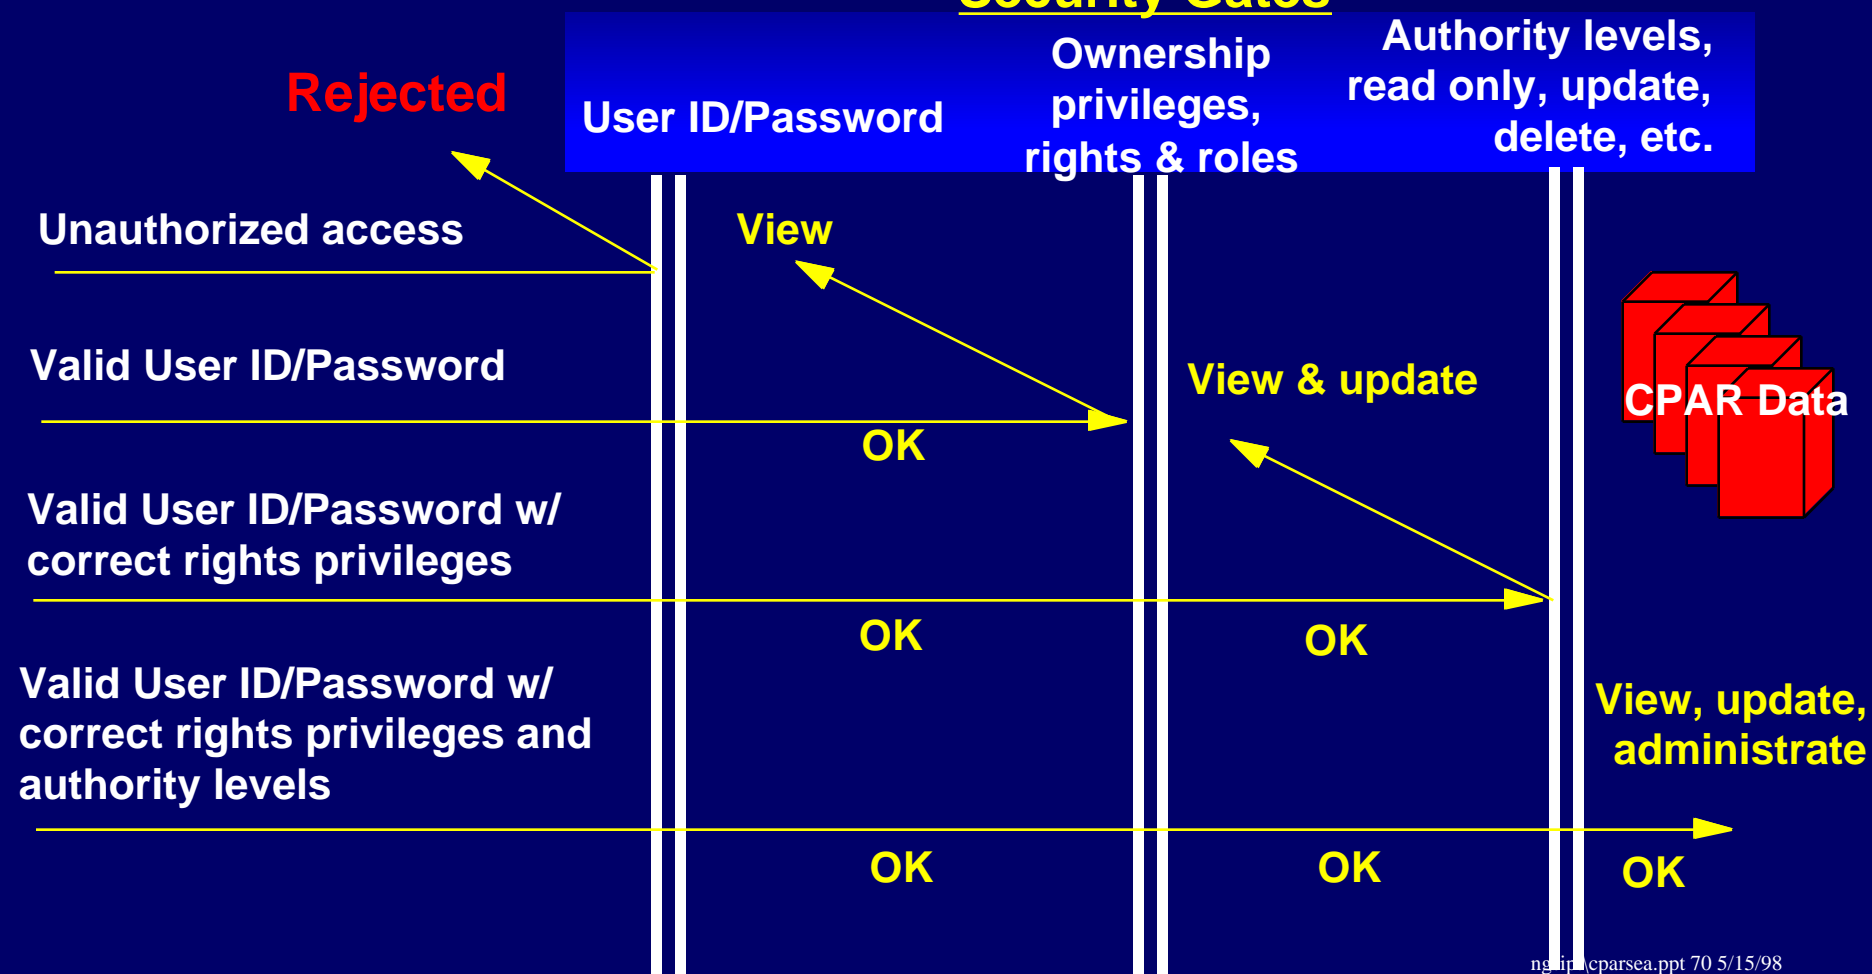 Security Gates
Rejected
User ID/Password
Ownership
privileges,
rights & roles
Authority levels,
read only, update,
delete, etc.
Unauthorized access
View
Valid User ID/Password
OK
View & update
CPAR Data
Valid User ID/Password w/
correct rights privileges
OK
OK
Valid User ID/Password w/
correct rights privileges and
authority levels
View, update,
administrate
OK
OK
OK
\cparsea.ppt 70 5/15/98